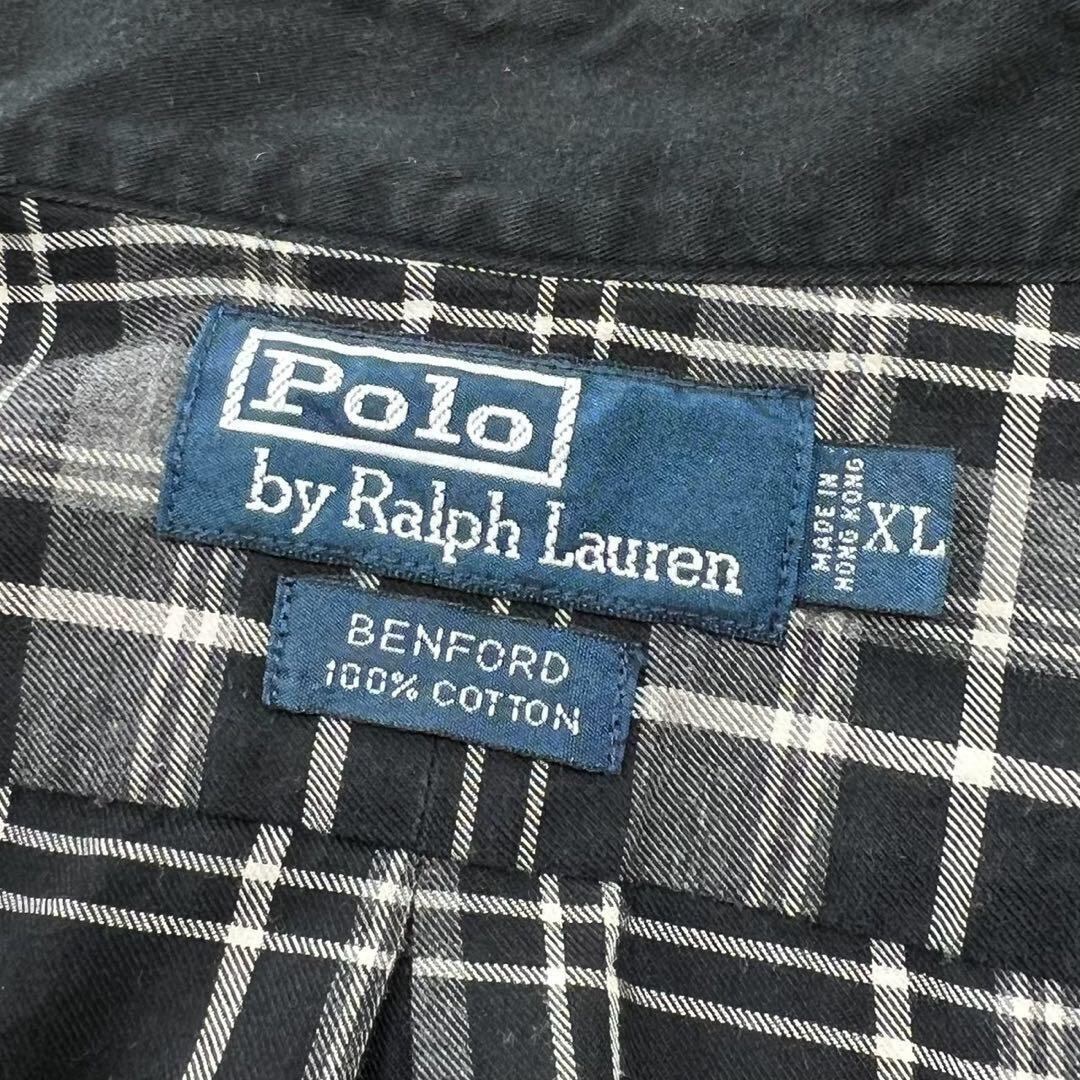 Polo
by Ralph Lauren
MADE IN
HONG KONG
XL
BENFORD
100% COTTON